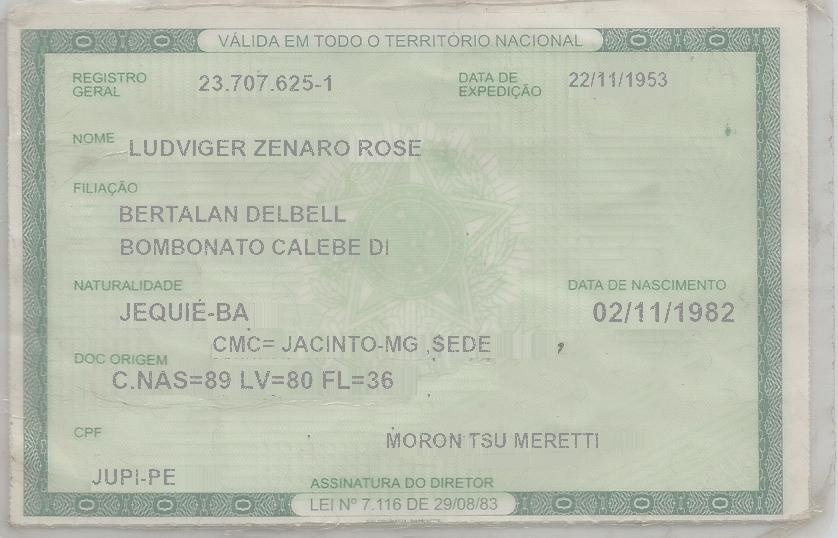 VÁLIDA EM TODO O TERRITÓRIO NACIONAL
REGISTRO GERAL 23.707.625-1 DATA DE EXPEDIÇÃO 22/11/1953
NOME LUDVIGER ZENARO ROSE
FILIAÇÃO
BERTALAN DELBELL
BOMBONATO CALEBE DI
NATURALIDADE DATA DE NASCIMENTO
JEQUIÉ-BA 02/11/1982
CMC= JACINTO-MG ,SEDE ,
DOC ORIGEM
C.NAS=89 LV=80 FL=36
CPF
MORON TSU MERETTI
JUPI-PE
ASSINATURA DO DIRETOR
LEI Nº 7.116 DE 29/08/83